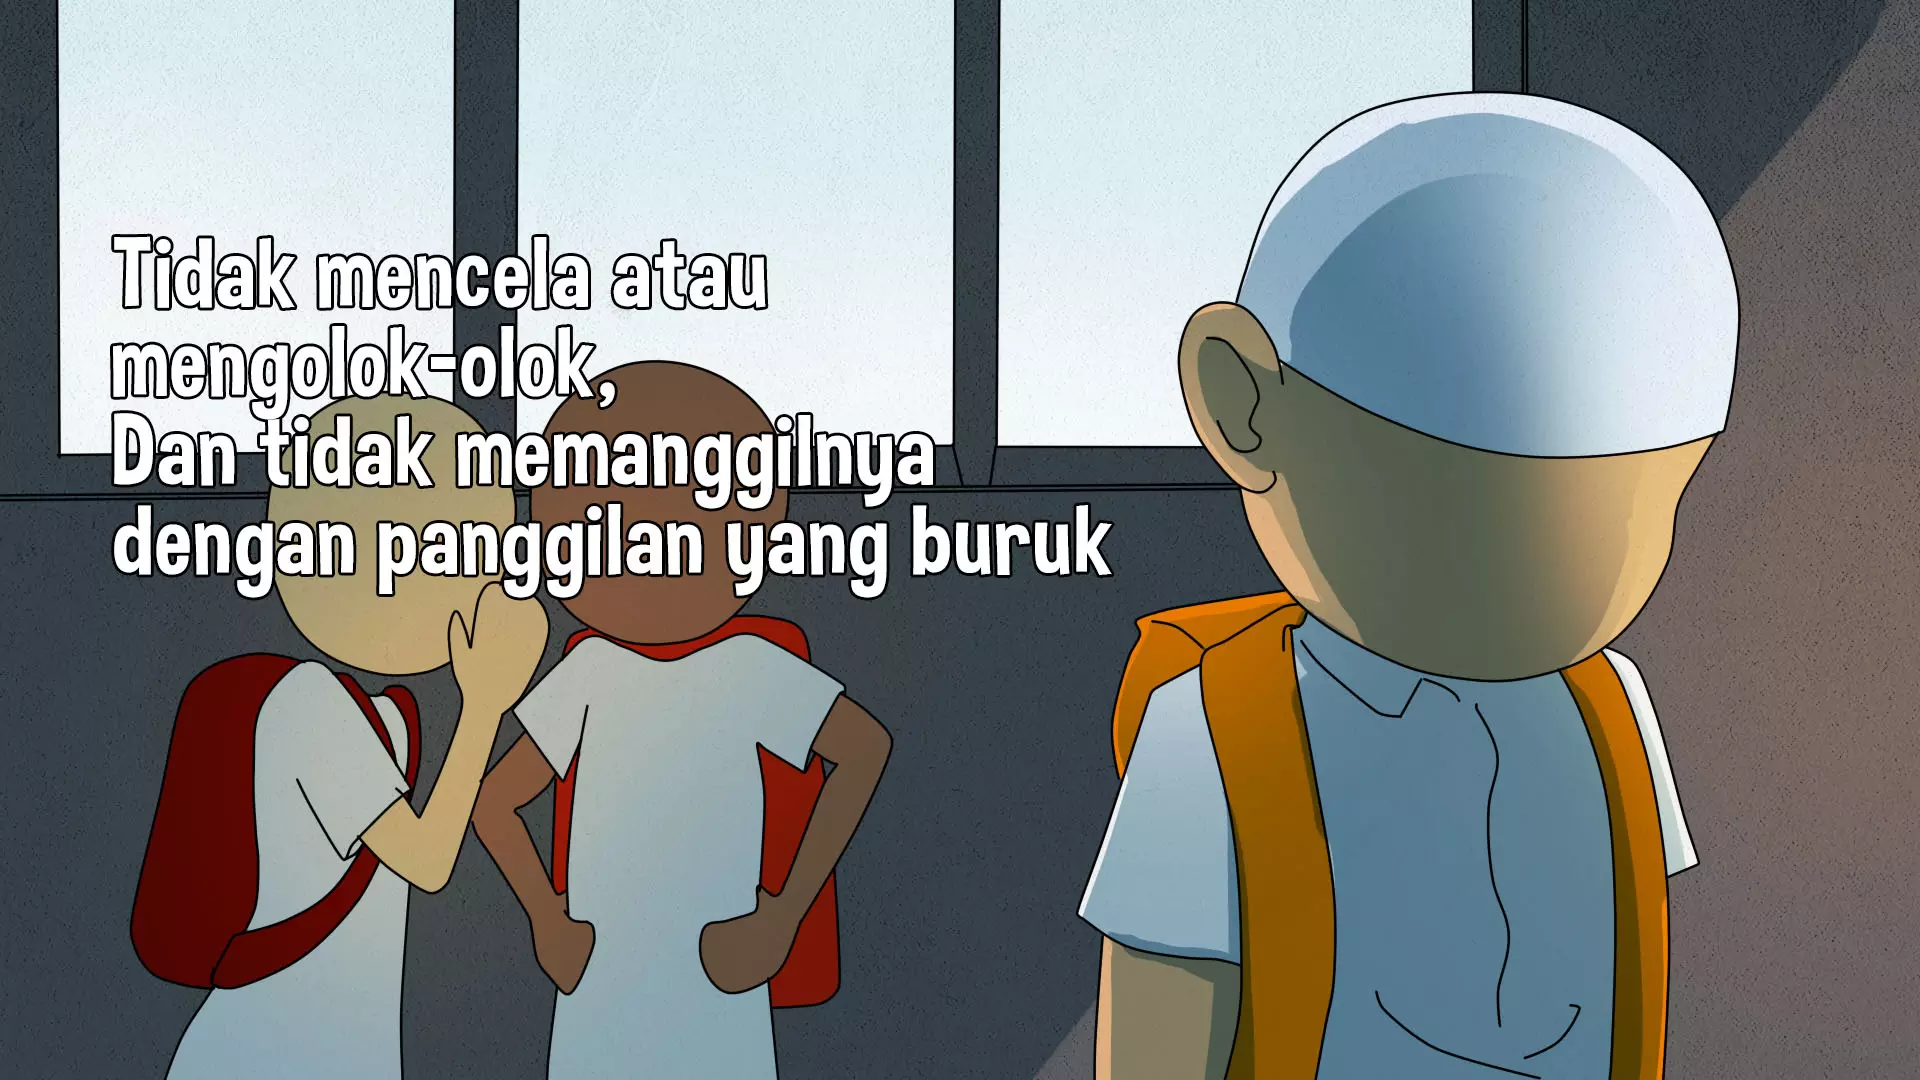 Tidak mencela atau
mengolok-olok,
Dan tidak memanggilnya
dengan panggilan yang buruk